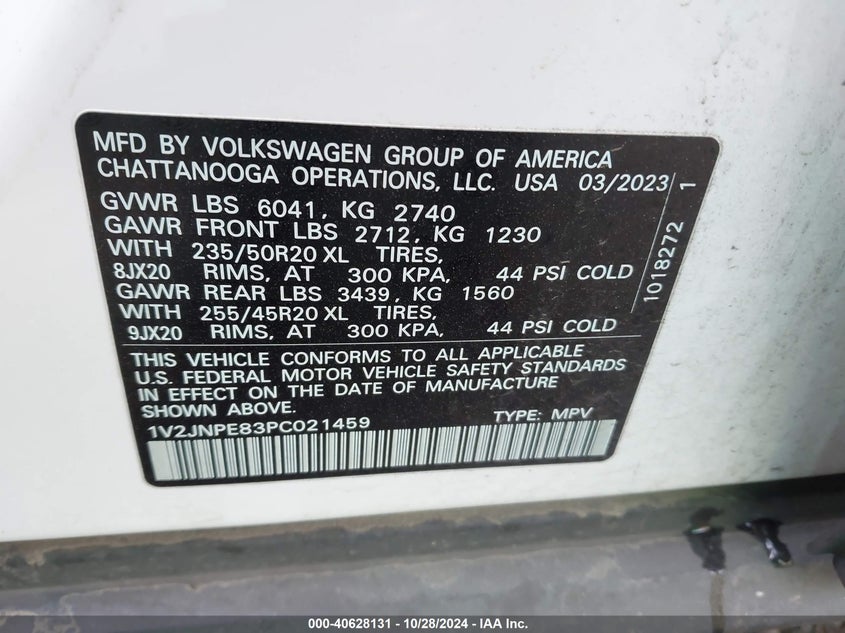 MFD BY VOLKSWAGEN GROUP OF AMERICA
CHATTANOOGA OPERATIONS, LLC. USA 03/2023
GVWR LBS 6041, KG 2740
GAWR FRONT LBS 2712, KG 1230
WITH 235/50R20 XL TIRES,
8JX20 RIMS, AT 300 KPA, 44 PSI COLD
GAWR REAR LBS 3439, KG 1560
WITH 255/45R20 XL TIRES,
9JX20 RIMS, AT 300 KPA, 44 PSI COLD
THIS VEHICLE CONFORMS TO ALL APPLICABLE
U.S. FEDERAL MOTOR VEHICLE SAFETY STANDARDS
IN EFFECT ON THE DATE OF MANUFACTURE
SHOWN ABOVE.
1V2JNPE83PC021459 TYPE: MPV
1018272 1
000-40628131 - 10/28/2024 - IAA Inc.